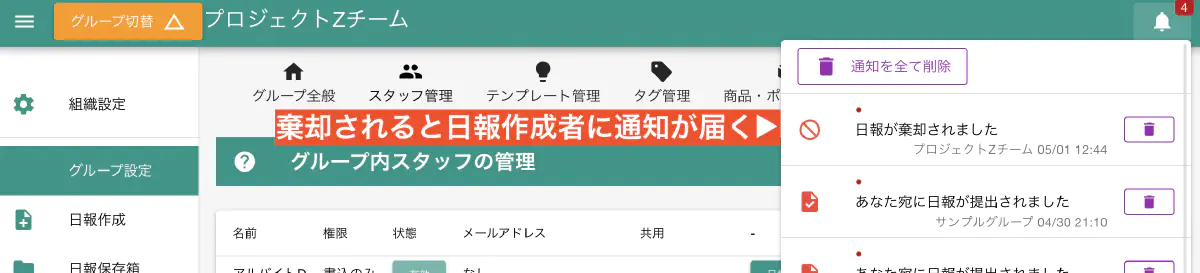 グループ切替
プロジェクトZチーム
4
通知を全て削除
組織設定
グループ設定
日報作成
日報保存箱
グループ全般
スタッフ管理
テンプレート管理
タグ管理
商品・ポ
棄却されると日報作成者に通知が届く▶
グループ内スタッフの管理
名前 権限 状態 メールアドレス 共用 -
アルバイトD 書込のみ 有効 なし
日報が棄却されました
プロジェクトZチーム 05/01 12:44
あなた宛に日報が提出されました
サンプルグループ 04/30 21:10
あなた宛に日報が提出されました